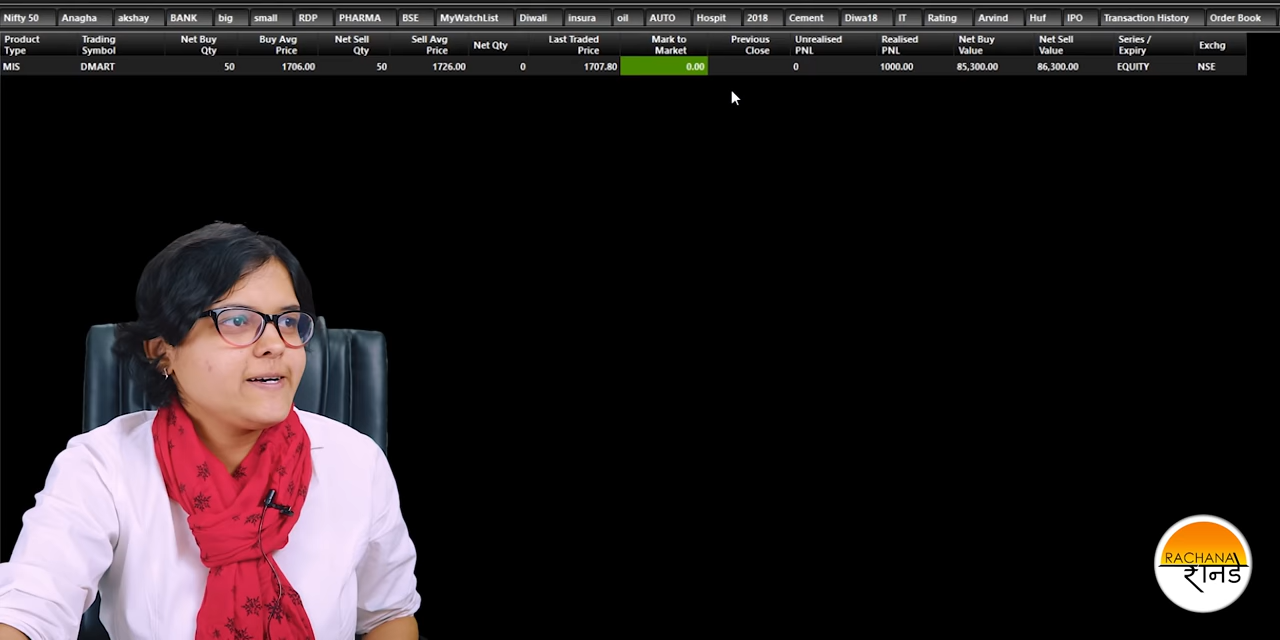 Nifty 50 Anagha akshay BANK big small RDP PHARMA BSE MyWatchList Diwali insura oil AUTO Hospit 2018 Cement Diwa18 IT Rating Arvind Huf IPO Transaction History Order Book
Product Type Trading Symbol Net Buy Qty Buy Avg Price Net Sell Qty Sell Avg Price Net Qty Last Traded Price Mark to Market Previous Close Unrealised PNL Realised PNL Net Buy Value Net Sell Value Series / Expiry Exchg
MIS DMART 50 1706.00 50 1726.00 0 1707.80 0.00 0 1000.00 85,300.00 86,300.00 EQUITY NSE
RACHANA
रानडे